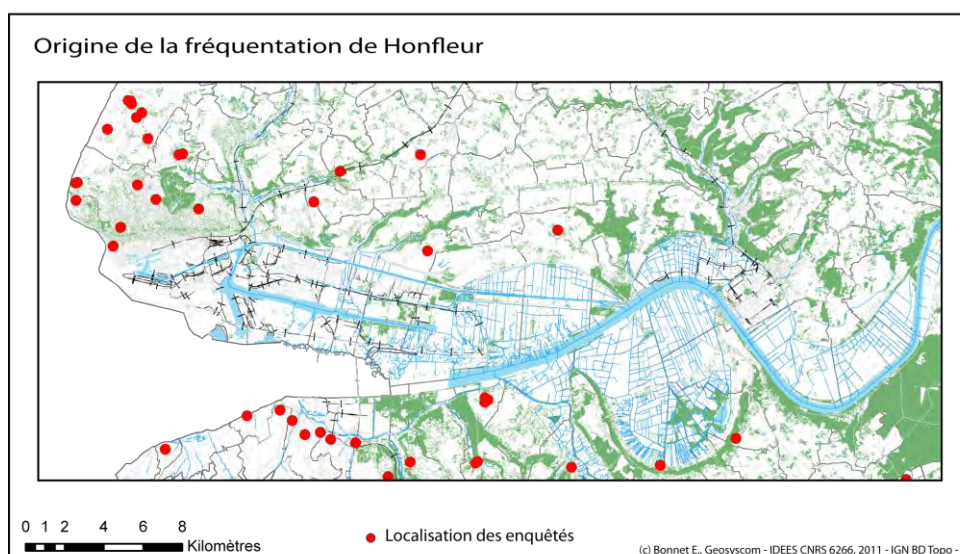 Origine de la fréquentation de Honfleur
0 1 2 4 6 8
Kilomètres
Localisation des enquêtés
(c) Bonnet E., Geosyscom - IDEES CNRS 6266, 2011 - IGN BD Topo -